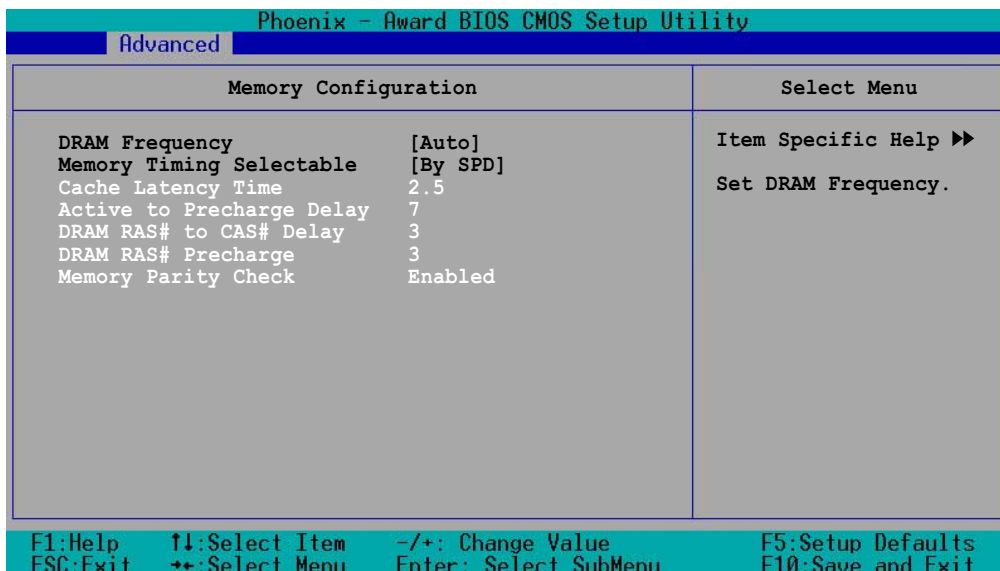 Phoenix - Award BIOS CMOS Setup Utility
Advanced
Memory Configuration
Select Menu
DRAM Frequency [Auto]
Memory Timing Selectable [By SPD]
Cache Latency Time 2.5
Active to Precharge Delay 7
DRAM RAS# to CAS# Delay 3
DRAM RAS# Precharge 3
Memory Parity Check Enabled
Item Specific Help ▶▶
Set DRAM Frequency.
F1:Help ↑↓:Select Item -/+: Change Value F5:Setup Defaults
ESC:Exit →←:Select Menu Enter: Select SubMenu F10:Save and Exit